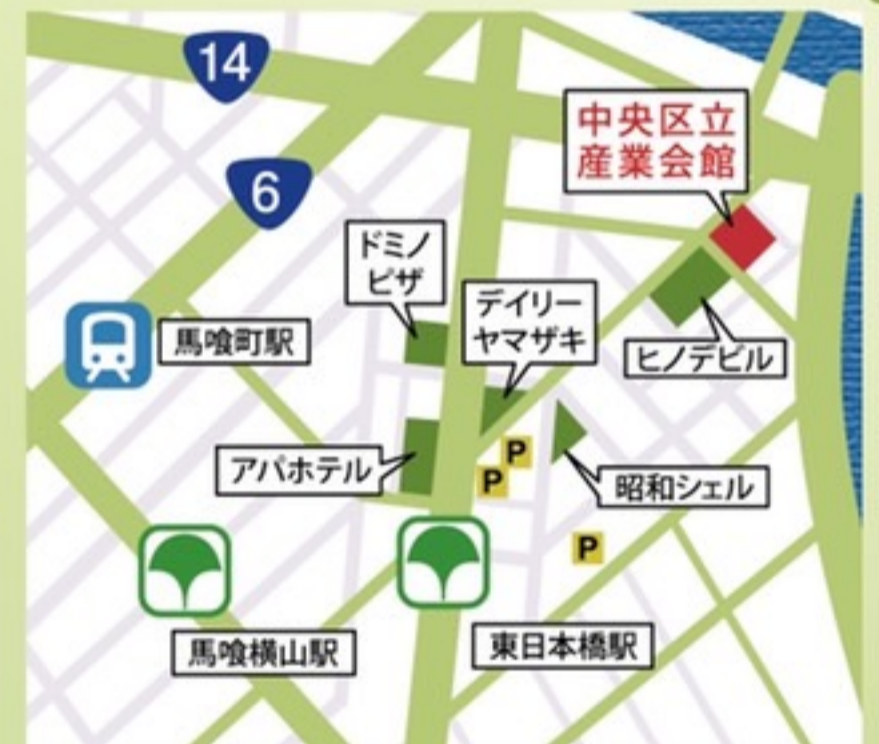 14
中央区立
産業会館
6
ドミノ
ピザ
デイリー
ヤマザキ
馬喰町駅
ヒノデビル
アパホテル
P
P
昭和シェル
P
馬喰横山駅
東日本橋駅